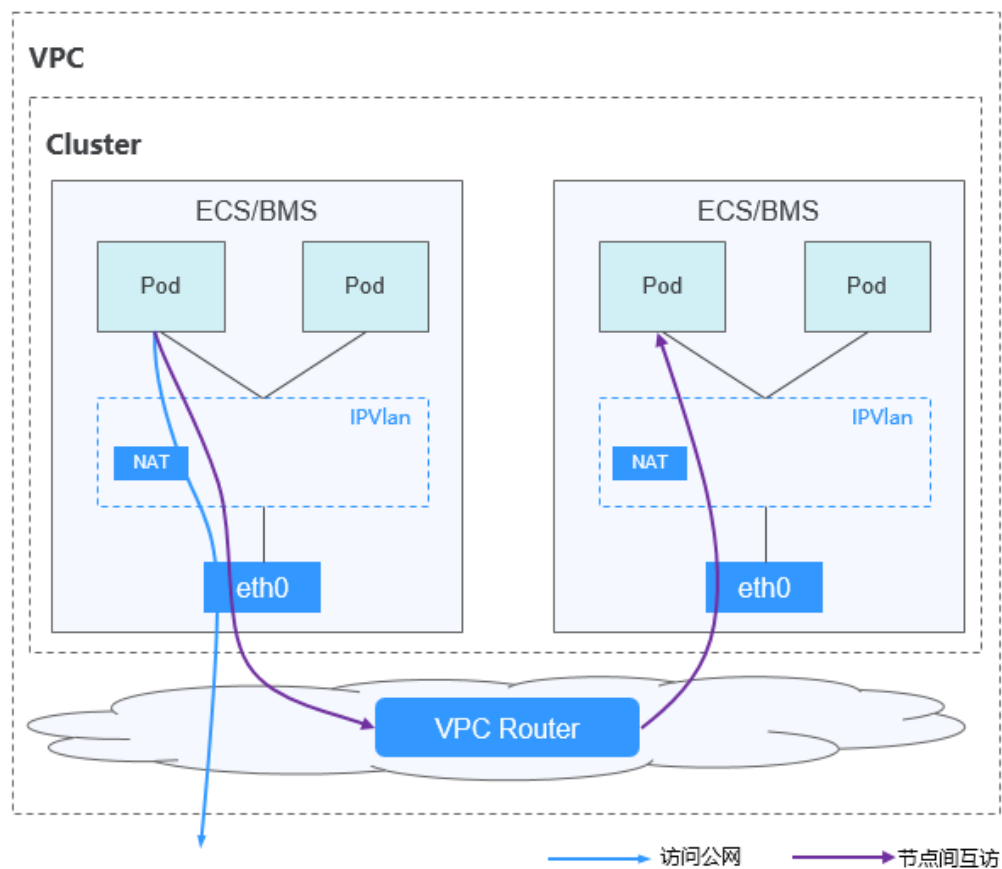 VPC
Cluster
ECS/BMS
ECS/BMS
Pod
Pod
Pod
Pod
IPVlan
IPVlan
NAT
NAT
eth0
eth0
VPC Router
访问公网
节点间互访